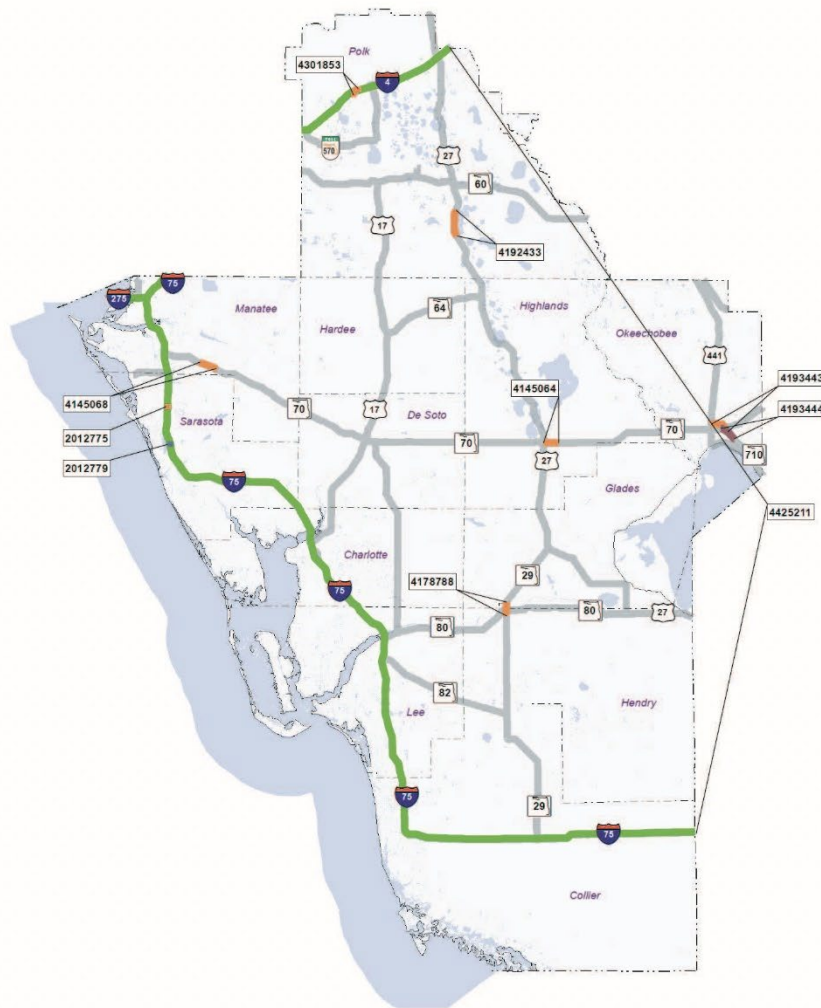 Polk
4301853
4
570
27
60
17
4192433
75
275
Manatee
Hardee
64
Highlands
Okeechobee
441
4193443
4145068
4145064
4193444
Sarasota
70
17
De Soto
70
70
2012775
27
710
2012779
75
Glades
4425211
Charlotte
29
4178788
75
80
80
27
82
Lee
Hendry
75
29
75
Collier